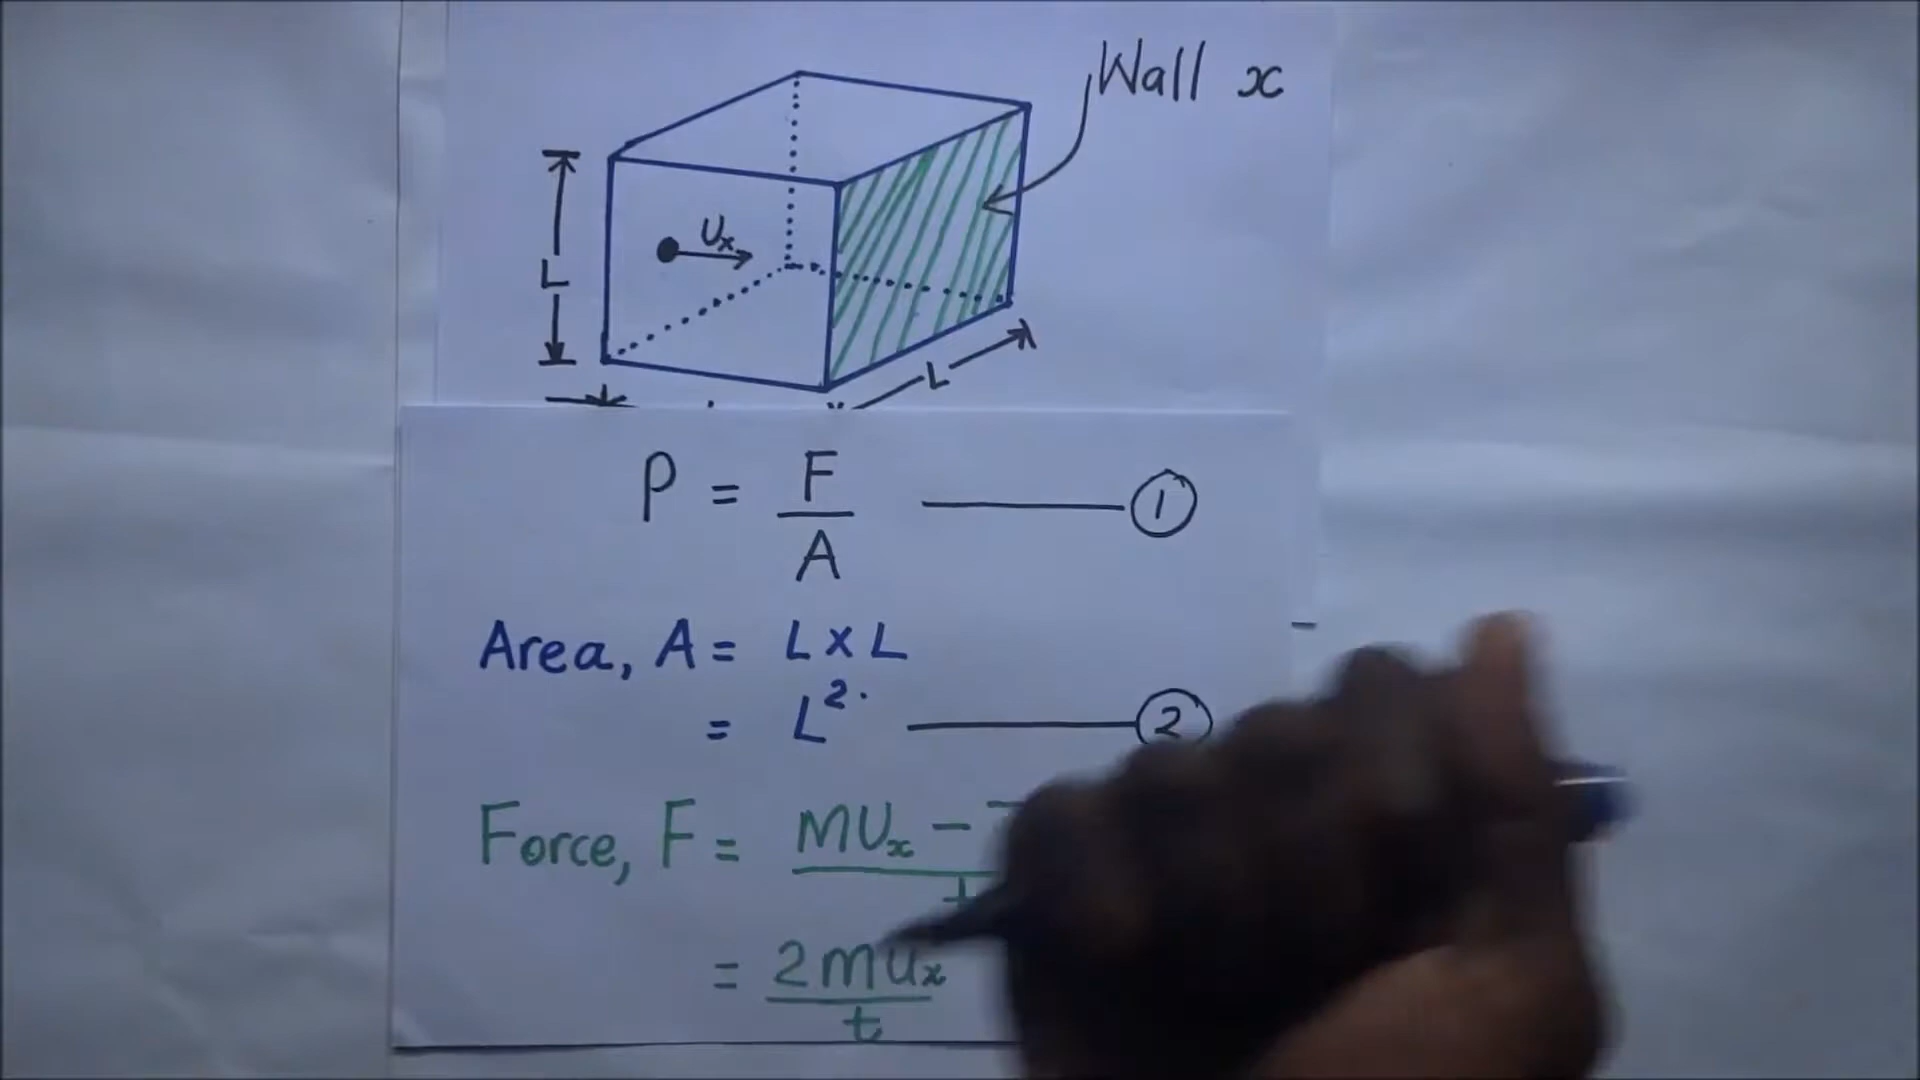 Wall x
Uₓ
L
L
P = F/A ——— ①
Area, A = L x L
= L². ——— ②
Force, F = MUₓ -
t
= 2mUₓ/t